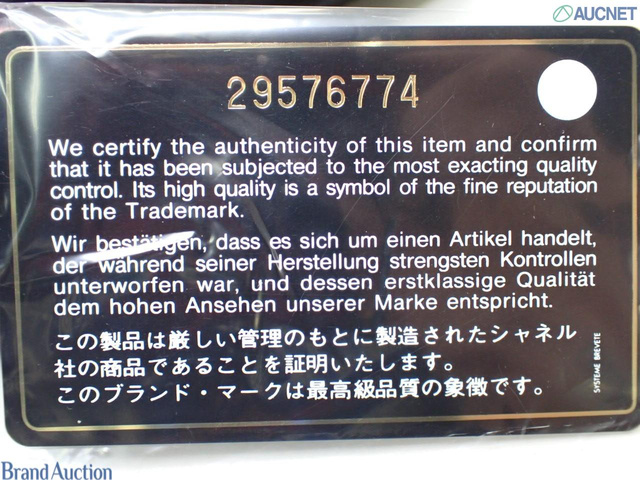 AUCNET
29576774
We certify the authenticity of this item and confirm
that it has been subjected to the most exacting quality
control. Its high quality is a symbol of the fine reputation
of the Trademark.
Wir bestätigen, dass es sich um einen Artikel handelt,
der während seiner Herstellung strengsten Kontrollen
unterworfen war, und dessen erstklassige Qualität
dem hohen Ansehen unserer Marke entspricht.
この製品は厳しい管理のもとに製造されたシャネル
社の商品であることを証明いたします。
このブランド・マークは最高級品質の象徴です。
SYSTEME BREVETE
Brand Auction